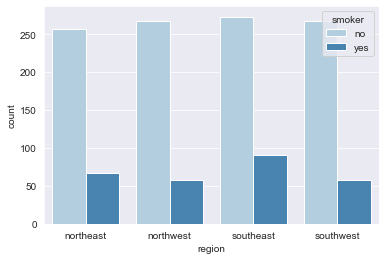 smoker
no
yes
250
200
150
100
50
0
count
northeast northwest southeast southwest
region